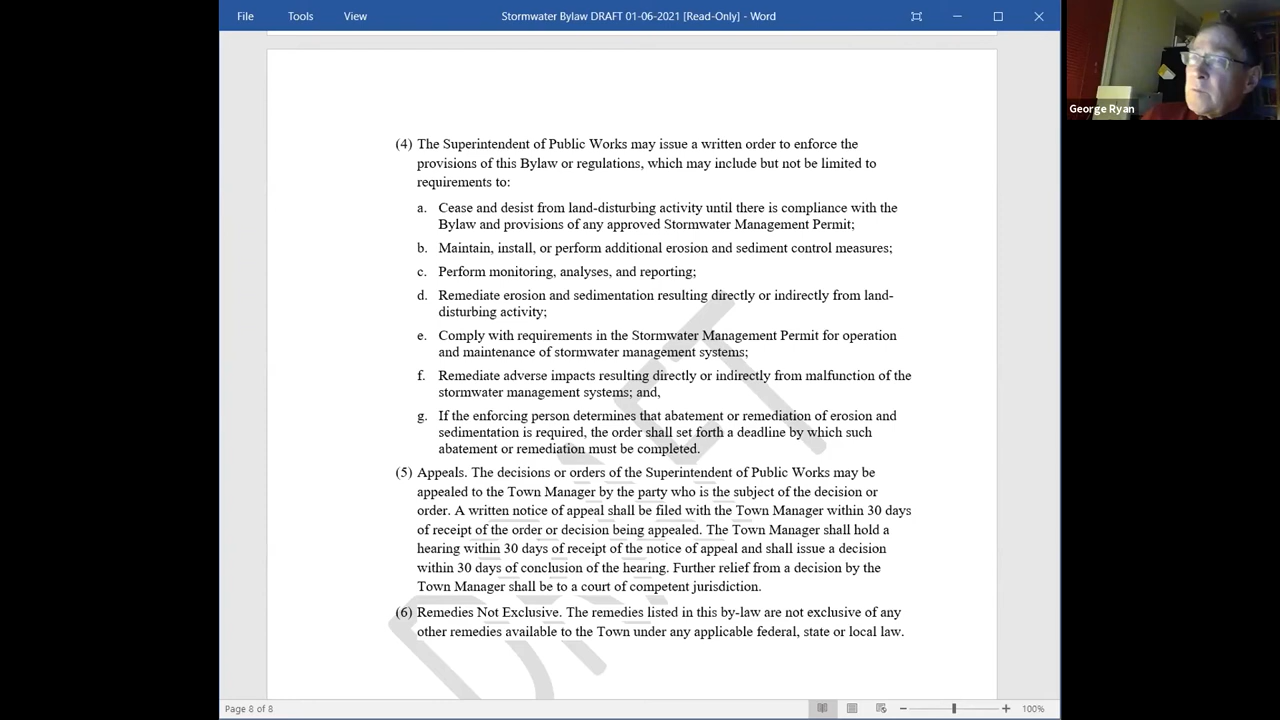 File Tools View Stormwater Bylaw DRAFT 01-06-2021 [Read-Only] - Word
George Ryan
(4) The Superintendent of Public Works may issue a written order to enforce the
provisions of this Bylaw or regulations, which may include but not be limited to
requirements to:
a. Cease and desist from land-disturbing activity until there is compliance with the
Bylaw and provisions of any approved Stormwater Management Permit;
b. Maintain, install, or perform additional erosion and sediment control measures;
c. Perform monitoring, analyses, and reporting;
d. Remediate erosion and sedimentation resulting directly or indirectly from land-
disturbing activity;
e. Comply with requirements in the Stormwater Management Permit for operation
and maintenance of stormwater management systems;
f. Remediate adverse impacts resulting directly or indirectly from malfunction of the
stormwater management systems; and,
g. If the enforcing person determines that abatement or remediation of erosion and
sedimentation is required, the order shall set forth a deadline by which such
abatement or remediation must be completed.
(5) Appeals. The decisions or orders of the Superintendent of Public Works may be
appealed to the Town Manager by the party who is the subject of the decision or
order. A written notice of appeal shall be filed with the Town Manager within 30 days
of receipt of the order or decision being appealed. The Town Manager shall hold a
hearing within 30 days of receipt of the notice of appeal and shall issue a decision
within 30 days of conclusion of the hearing. Further relief from a decision by the
Town Manager shall be to a court of competent jurisdiction.
(6) Remedies Not Exclusive. The remedies listed in this by-law are not exclusive of any
other remedies available to the Town under any applicable federal, state or local law.
DRAFT
Page 8 of 8 100%